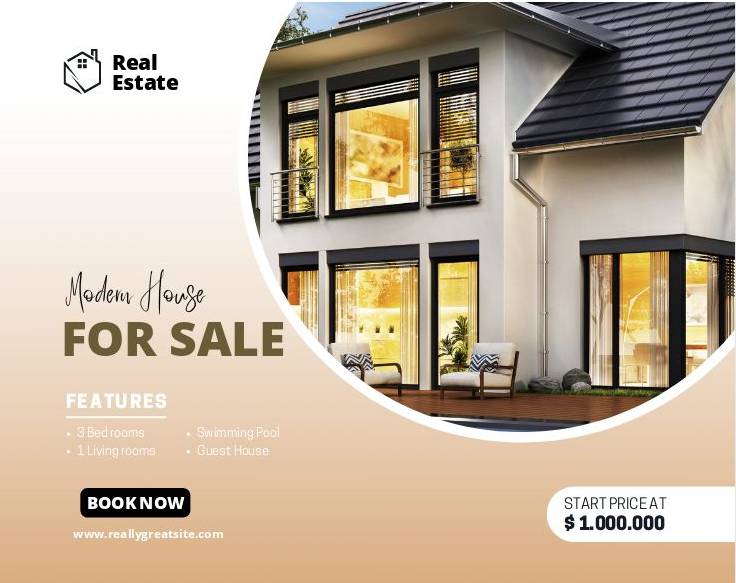 Real
Estate
Modern House
FOR SALE
FEATURES
• 3 Bed rooms
• 1 Living rooms
• Swimming Pool
• Guest House
BOOK NOW
www.reallygreatsite.com
START PRICE AT
$ 1.000.000